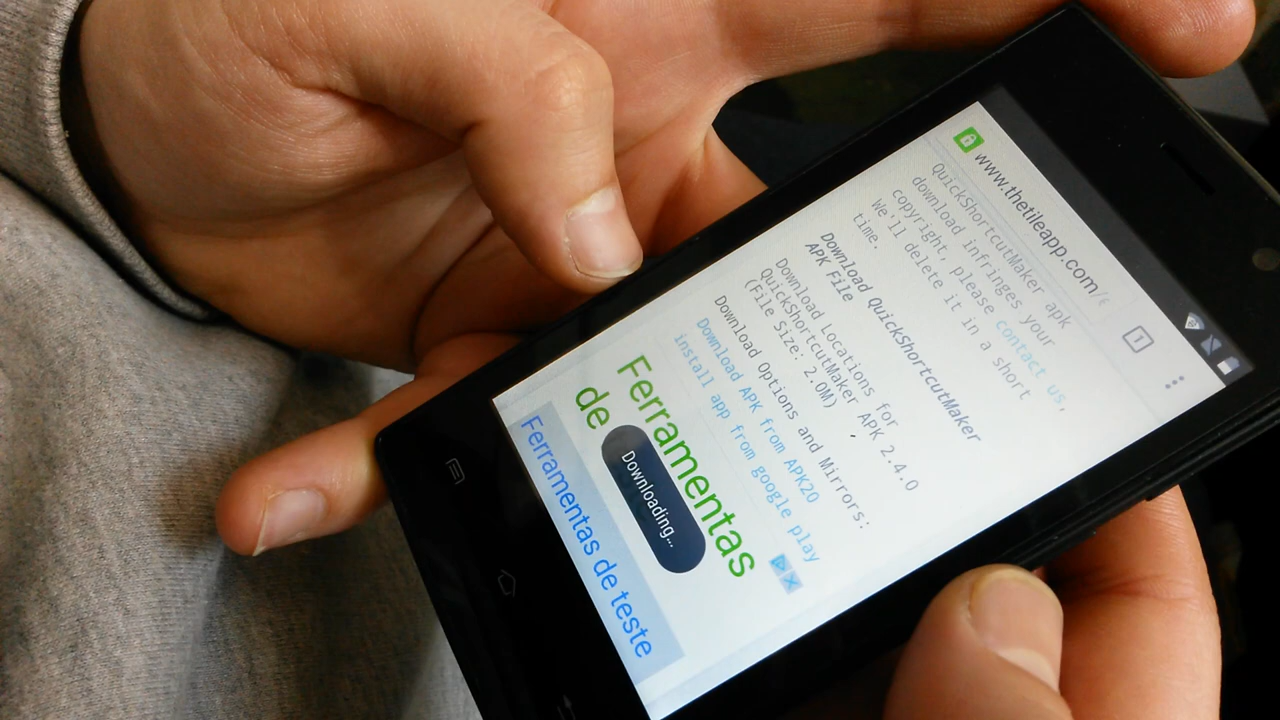 www.thetileapp.com/
1
QuickShortcutMaker apk
download infringes your
copyright, please contact us,
We'll delete it in a short
time.
Download QuickShortcutMaker
APK File
Download Locations for
QuickShortcutMaker APK 2.4.0
(File Size: 2.0M)
Download Options and Mirrors:
Download APK from APK20
install app from google play
Ferramentas
de
Downloading...
Ferramentas de teste